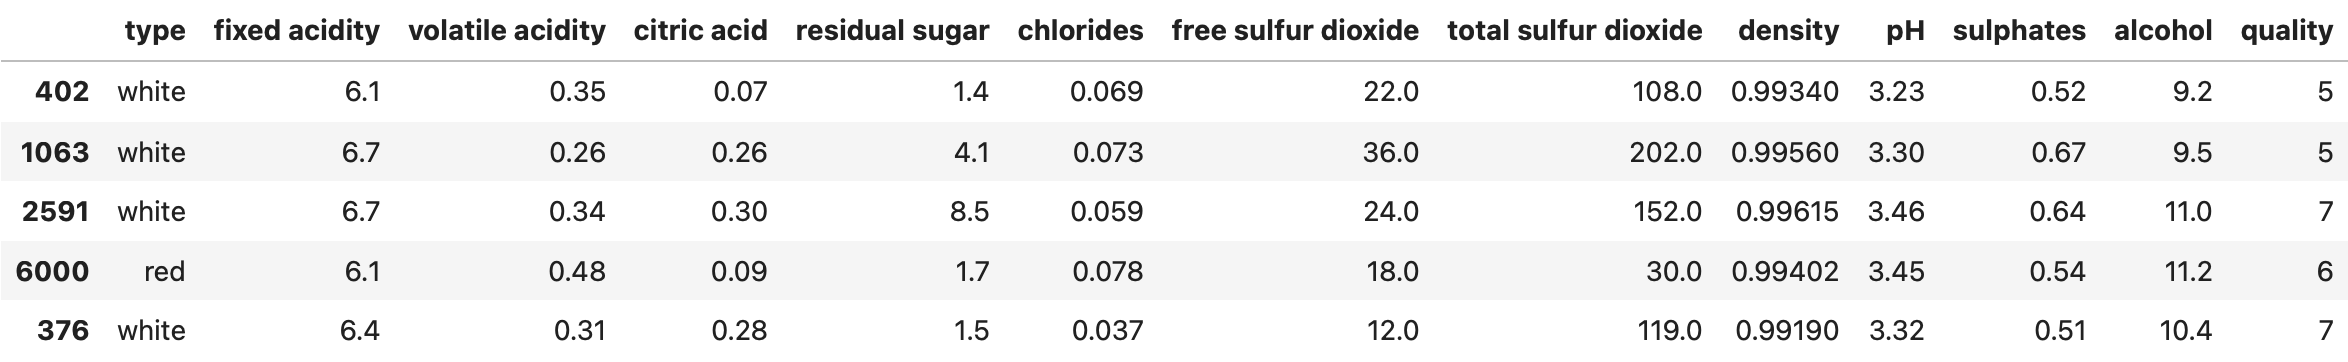 type fixed acidity volatile acidity citric acid residual sugar chlorides free sulfur dioxide total sulfur dioxide density pH sulphates alcohol quality
402 white 6.1 0.35 0.07 1.4 0.069 22.0 108.0 0.99340 3.23 0.52 9.2 5
1063 white 6.7 0.26 0.26 4.1 0.073 36.0 202.0 0.99560 3.30 0.67 9.5 5
2591 white 6.7 0.34 0.30 8.5 0.059 24.0 152.0 0.99615 3.46 0.64 11.0 7
6000 red 6.1 0.48 0.09 1.7 0.078 18.0 30.0 0.99402 3.45 0.54 11.2 6
376 white 6.4 0.31 0.28 1.5 0.037 12.0 119.0 0.99190 3.32 0.51 10.4 7